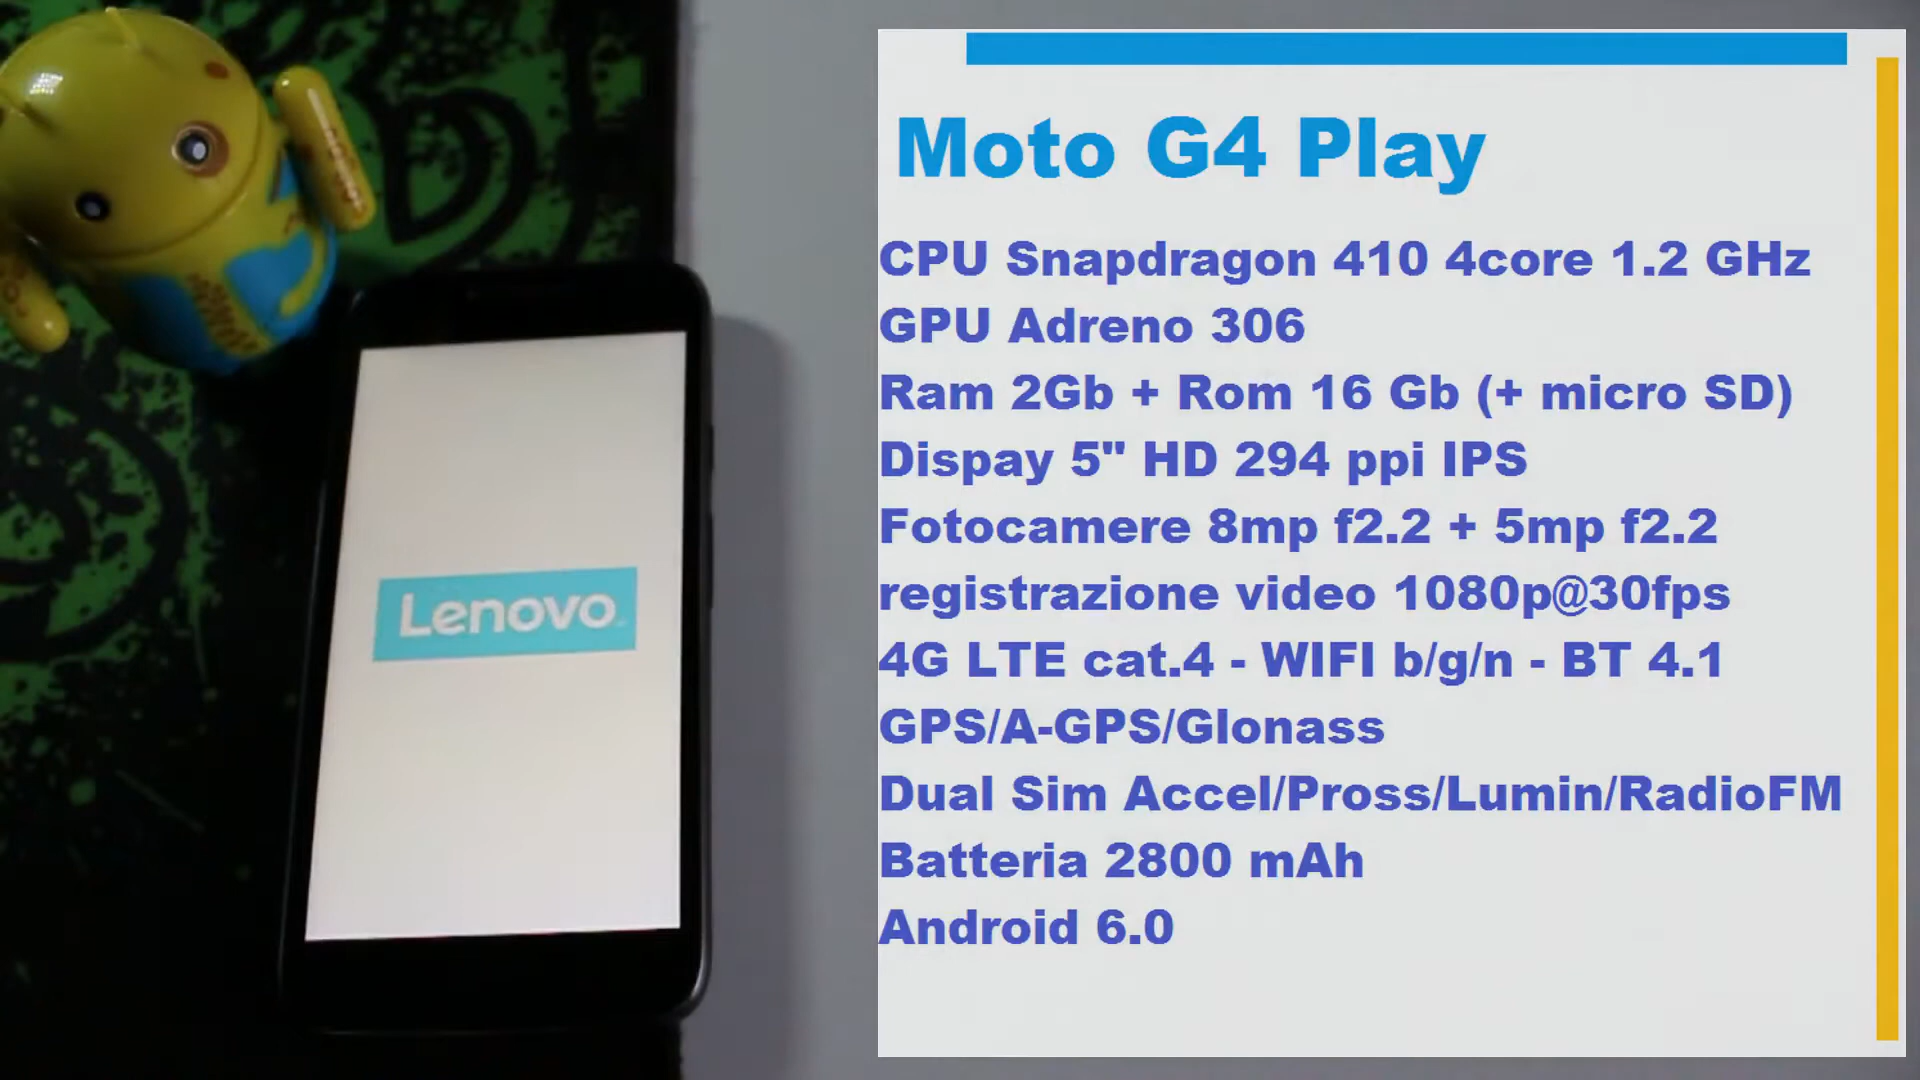 Moto G4 Play
CPU Snapdragon 410 4core 1.2 GHz
GPU Adreno 306
Ram 2Gb + Rom 16 Gb (+ micro SD)
Dispay 5" HD 294 ppi IPS
Fotocamere 8mp f2.2 + 5mp f2.2
registrazione video 1080p@30fps
4G LTE cat.4 - WIFI b/g/n - BT 4.1
GPS/A-GPS/Glonass
Dual Sim Accel/Pross/Lumin/RadioFM
Batteria 2800 mAh
Android 6.0
Lenovo